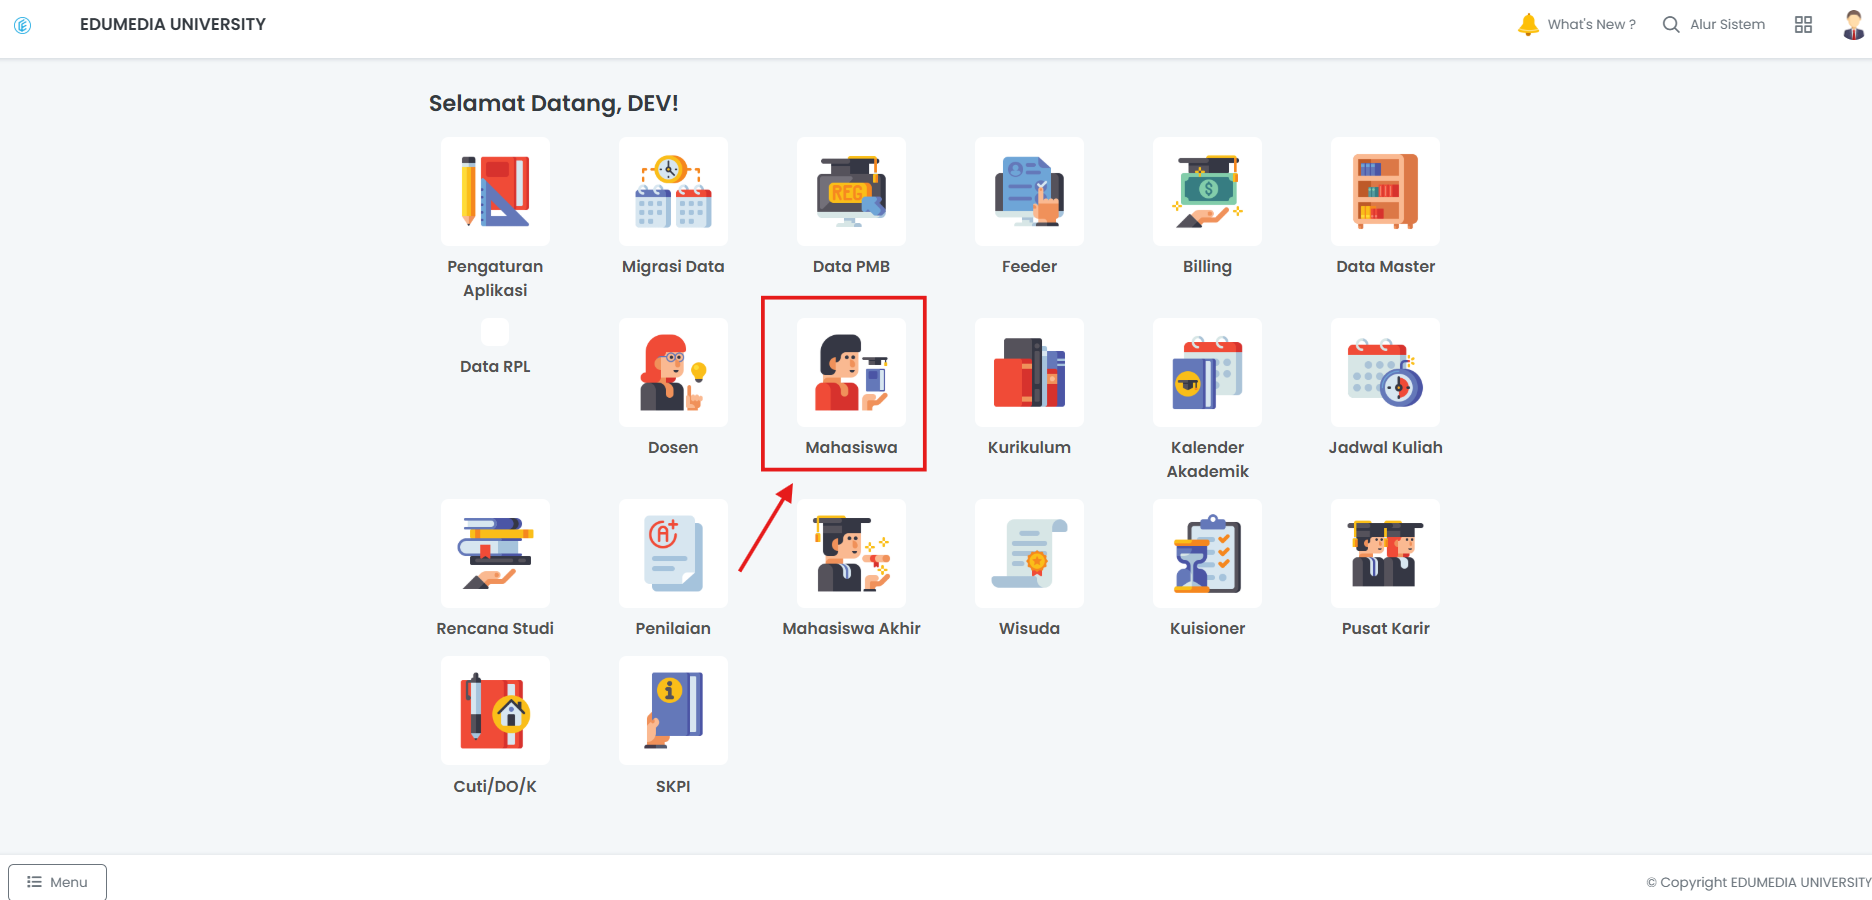 EDUMEDIA UNIVERSITY
What's New ?
Alur Sistem
Selamat Datang, DEV!
REG
$
Pengaturan
Aplikasi
Migrasi Data
Data PMB
Feeder
Billing
Data Master
Data RPL
Dosen
Mahasiswa
Kurikulum
Kalender
Akademik
Jadwal Kuliah
A+
Rencana Studi
Penilaian
Mahasiswa Akhir
Wisuda
Kuisioner
Pusat Karir
i
Cuti/DO/K
SKPI
Menu
© Copyright EDUMEDIA UNIVERSITY